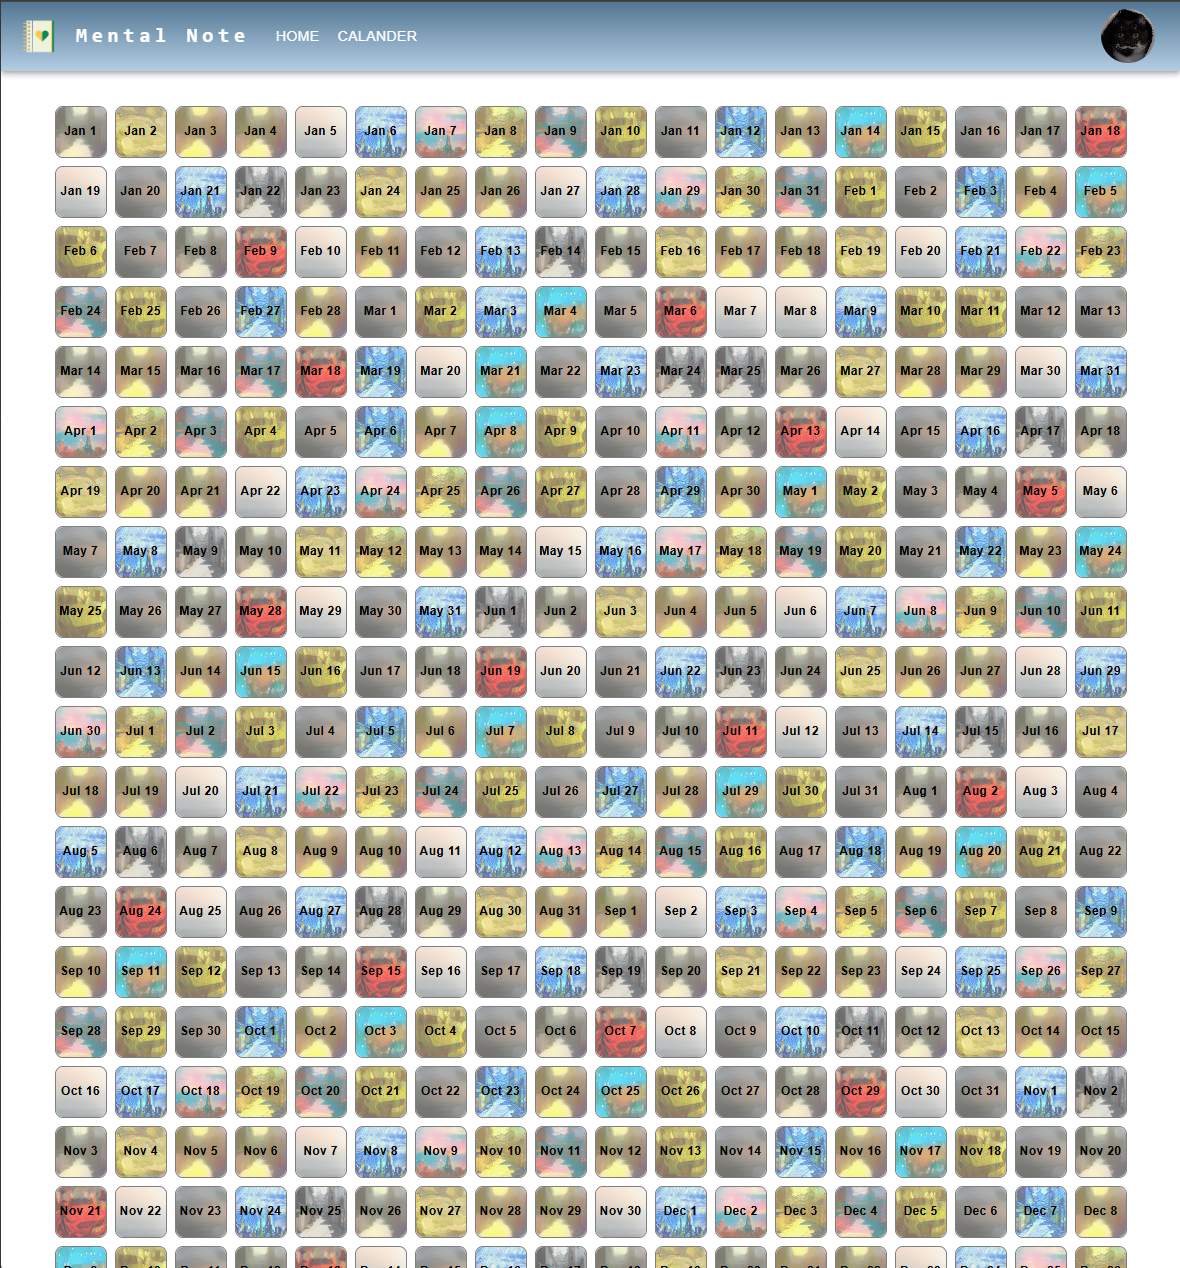 Mental Note HOME CALANDER
Jan 1 Jan 2 Jan 3 Jan 4 Jan 5 Jan 6 Jan 7 Jan 8 Jan 9 Jan 10 Jan 11 Jan 12 Jan 13 Jan 14 Jan 15 Jan 16 Jan 17 Jan 18
Jan 19 Jan 20 Jan 21 Jan 22 Jan 23 Jan 24 Jan 25 Jan 26 Jan 27 Jan 28 Jan 29 Jan 30 Jan 31 Feb 1 Feb 2 Feb 3 Feb 4 Feb 5
Feb 6 Feb 7 Feb 8 Feb 9 Feb 10 Feb 11 Feb 12 Feb 13 Feb 14 Feb 15 Feb 16 Feb 17 Feb 18 Feb 19 Feb 20 Feb 21 Feb 22 Feb 23
Feb 24 Feb 25 Feb 26 Feb 27 Feb 28 Mar 1 Mar 2 Mar 3 Mar 4 Mar 5 Mar 6 Mar 7 Mar 8 Mar 9 Mar 10 Mar 11 Mar 12 Mar 13
Mar 14 Mar 15 Mar 16 Mar 17 Mar 18 Mar 19 Mar 20 Mar 21 Mar 22 Mar 23 Mar 24 Mar 25 Mar 26 Mar 27 Mar 28 Mar 29 Mar 30 Mar 31
Apr 1 Apr 2 Apr 3 Apr 4 Apr 5 Apr 6 Apr 7 Apr 8 Apr 9 Apr 10 Apr 11 Apr 12 Apr 13 Apr 14 Apr 15 Apr 16 Apr 17 Apr 18
Apr 19 Apr 20 Apr 21 Apr 22 Apr 23 Apr 24 Apr 25 Apr 26 Apr 27 Apr 28 Apr 29 Apr 30 May 1 May 2 May 3 May 4 May 5 May 6
May 7 May 8 May 9 May 10 May 11 May 12 May 13 May 14 May 15 May 16 May 17 May 18 May 19 May 20 May 21 May 22 May 23 May 24
May 25 May 26 May 27 May 28 May 29 May 30 May 31 Jun 1 Jun 2 Jun 3 Jun 4 Jun 5 Jun 6 Jun 7 Jun 8 Jun 9 Jun 10 Jun 11
Jun 12 Jun 13 Jun 14 Jun 15 Jun 16 Jun 17 Jun 18 Jun 19 Jun 20 Jun 21 Jun 22 Jun 23 Jun 24 Jun 25 Jun 26 Jun 27 Jun 28 Jun 29
Jun 30 Jul 1 Jul 2 Jul 3 Jul 4 Jul 5 Jul 6 Jul 7 Jul 8 Jul 9 Jul 10 Jul 11 Jul 12 Jul 13 Jul 14 Jul 15 Jul 16 Jul 17
Jul 18 Jul 19 Jul 20 Jul 21 Jul 22 Jul 23 Jul 24 Jul 25 Jul 26 Jul 27 Jul 28 Jul 29 Jul 30 Jul 31 Aug 1 Aug 2 Aug 3 Aug 4
Aug 5 Aug 6 Aug 7 Aug 8 Aug 9 Aug 10 Aug 11 Aug 12 Aug 13 Aug 14 Aug 15 Aug 16 Aug 17 Aug 18 Aug 19 Aug 20 Aug 21 Aug 22
Aug 23 Aug 24 Aug 25 Aug 26 Aug 27 Aug 28 Aug 29 Aug 30 Aug 31 Sep 1 Sep 2 Sep 3 Sep 4 Sep 5 Sep 6 Sep 7 Sep 8 Sep 9
Sep 10 Sep 11 Sep 12 Sep 13 Sep 14 Sep 15 Sep 16 Sep 17 Sep 18 Sep 19 Sep 20 Sep 21 Sep 22 Sep 23 Sep 24 Sep 25 Sep 26 Sep 27
Sep 28 Sep 29 Sep 30 Oct 1 Oct 2 Oct 3 Oct 4 Oct 5 Oct 6 Oct 7 Oct 8 Oct 9 Oct 10 Oct 11 Oct 12 Oct 13 Oct 14 Oct 15
Oct 16 Oct 17 Oct 18 Oct 19 Oct 20 Oct 21 Oct 22 Oct 23 Oct 24 Oct 25 Oct 26 Oct 27 Oct 28 Oct 29 Oct 30 Oct 31 Nov 1 Nov 2
Nov 3 Nov 4 Nov 5 Nov 6 Nov 7 Nov 8 Nov 9 Nov 10 Nov 11 Nov 12 Nov 13 Nov 14 Nov 15 Nov 16 Nov 17 Nov 18 Nov 19 Nov 20
Nov 21 Nov 22 Nov 23 Nov 24 Nov 25 Nov 26 Nov 27 Nov 28 Nov 29 Nov 30 Dec 1 Dec 2 Dec 3 Dec 4 Dec 5 Dec 6 Dec 7 Dec 8